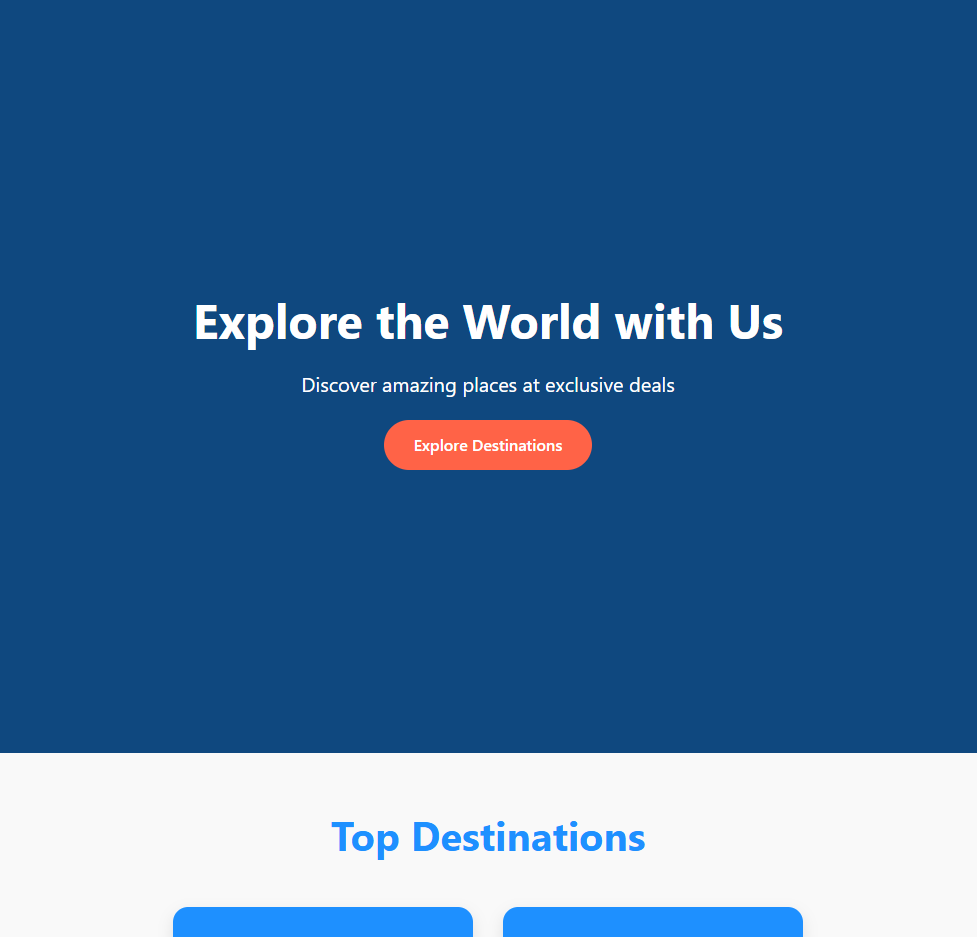 Explore the World with Us
Discover amazing places at exclusive deals
Explore Destinations
Top Destinations